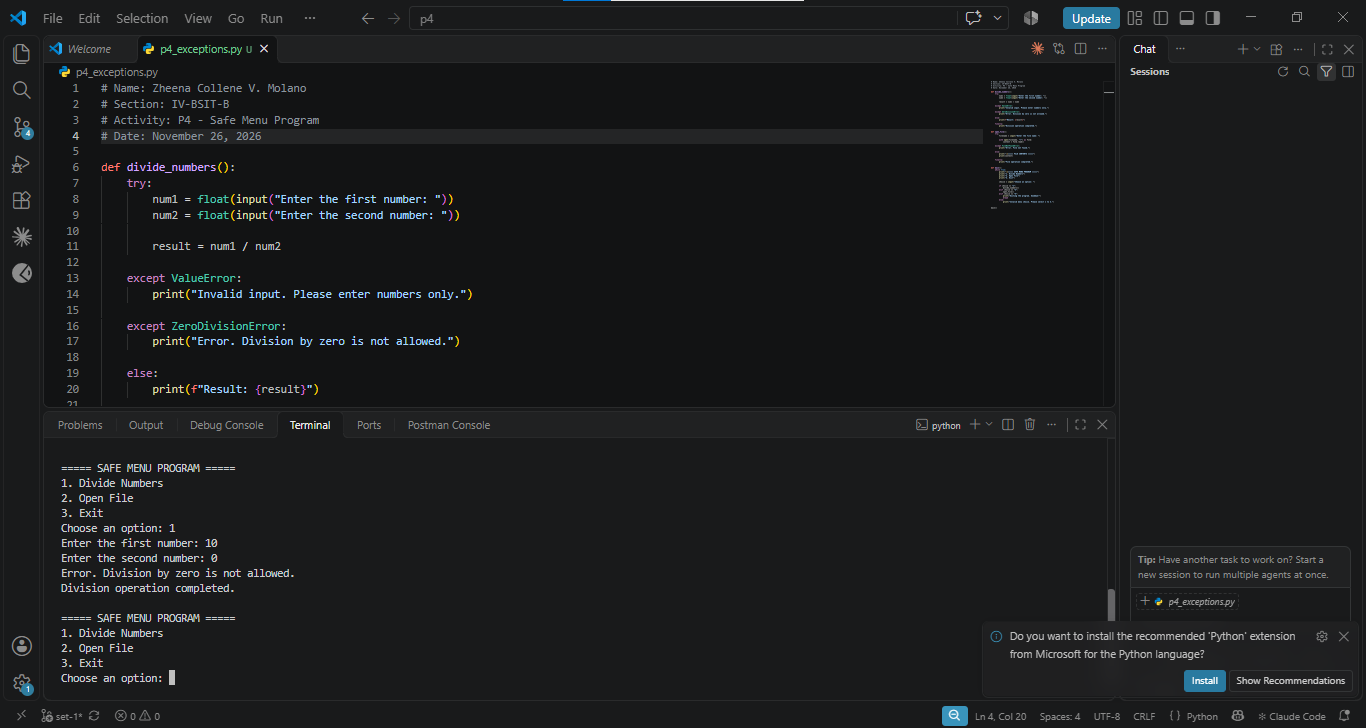 File Edit Selection View Go Run ··· p4 Update
Welcome p4_exceptions.py U
p4_exceptions.py
1 # Name: Zheena Collene V. Molano
2 # Section: IV-BSIT-B
3 # Activity: P4 - Safe Menu Program
4 # Date: November 26, 2026
5
6 def divide_numbers():
7 try:
8 num1 = float(input("Enter the first number: "))
9 num2 = float(input("Enter the second number: "))
10
11 result = num1 / num2
12
13 except ValueError:
14 print("Invalid input. Please enter numbers only.")
15
16 except ZeroDivisionError:
17 print("Error. Division by zero is not allowed.")
18
19 else:
20 print(f"Result: {result}")
21
Problems Output Debug Console Terminal Ports Postman Console python
===== SAFE MENU PROGRAM =====
1. Divide Numbers
2. Open File
3. Exit
Choose an option: 1
Enter the first number: 10
Enter the second number: 0
Error. Division by zero is not allowed.
Division operation completed.
===== SAFE MENU PROGRAM =====
1. Divide Numbers
2. Open File
3. Exit
Choose an option:
Chat
Sessions
Tip: Have another task to work on? Start a
new session to run multiple agents at once.
p4_exceptions.py
Do you want to install the recommended 'Python' extension
from Microsoft for the Python language?
Install Show Recommendations
4
1
set-1* 0 0 Ln 4, Col 20 Spaces: 4 UTF-8 CRLF { } Python Claude Code